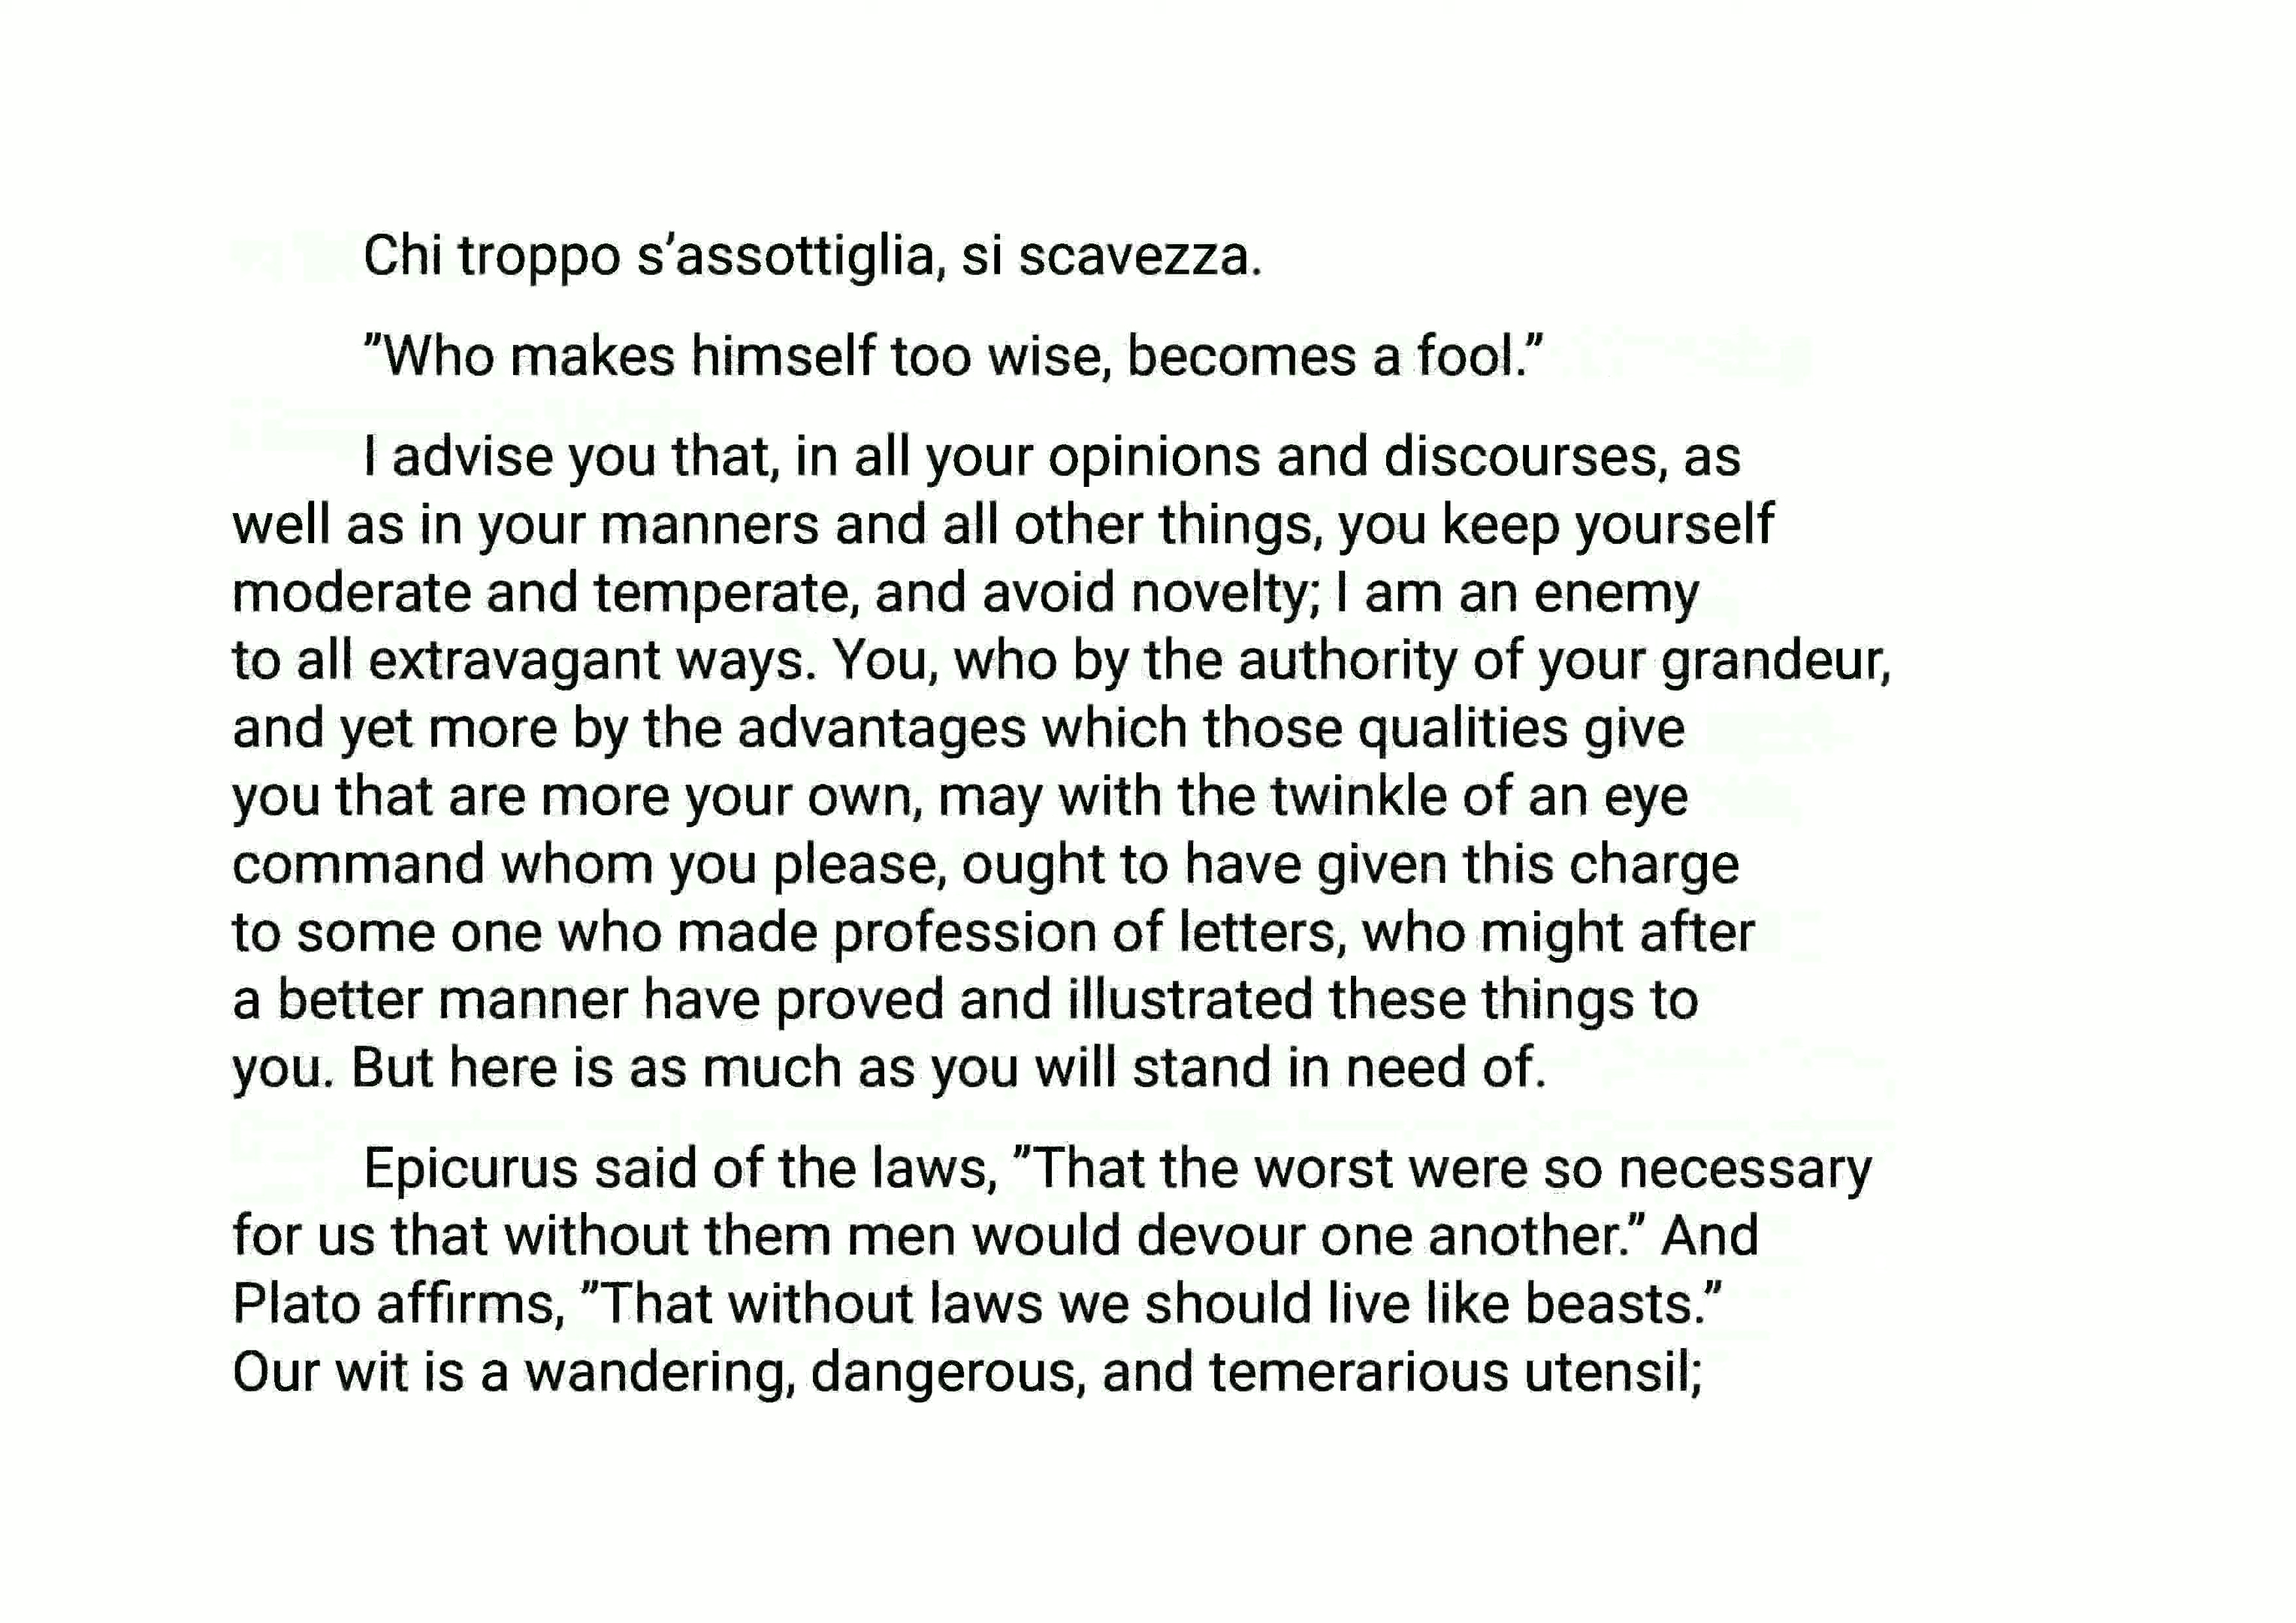 Chi troppo s'assottiglia, si scavezza.
"Who makes himself too wise, becomes a fool."
I advise you that, in all your opinions and discourses, as
well as in your manners and all other things, you keep yourself
moderate and temperate, and avoid novelty; I am an enemy
to all extravagant ways. You, who by the authority of your grandeur,
and yet more by the advantages which those qualities give
you that are more your own, may with the twinkle of an eye
command whom you please, ought to have given this charge
to some one who made profession of letters, who might after
a better manner have proved and illustrated these things to
you. But here is as much as you will stand in need of.
Epicurus said of the laws, "That the worst were so necessary
for us that without them men would devour one another." And
Plato affirms, "That without laws we should live like beasts."
Our wit is a wandering, dangerous, and temerarious utensil;